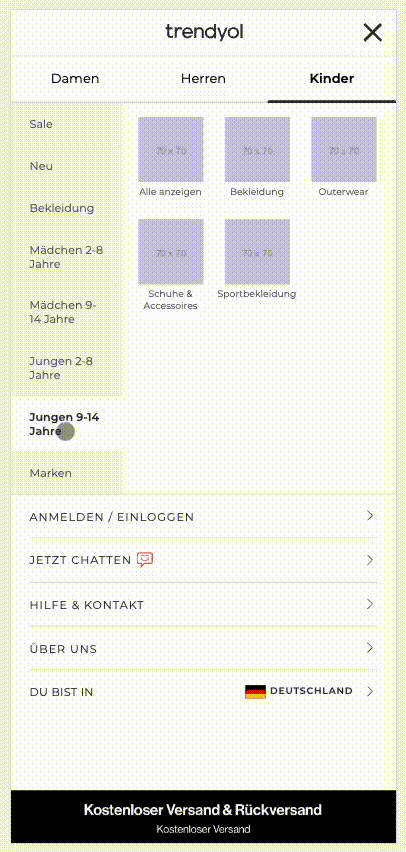 trendyol
Damen
Herren
Kinder
Sale
Neu
Bekleidung
Mädchen 2-8
Jahre
Mädchen 9-
14 Jahre
Jungen 2-8
Jahre
Jungen 9-14
Jahre
Marken
70 x 70
70 x 70
70 x 70
Alle anzeigen
Bekleidung
Outerwear
70 x 70
70 x 70
Schuhe &
Accessoires
Sportbekleidung
ANMELDEN / EINLOGGEN
JETZT CHATTEN
HILFE & KONTAKT
ÜBER UNS
DU BIST IN
DEUTSCHLAND
Kostenloser Versand & Rückversand
Kostenloser Versand